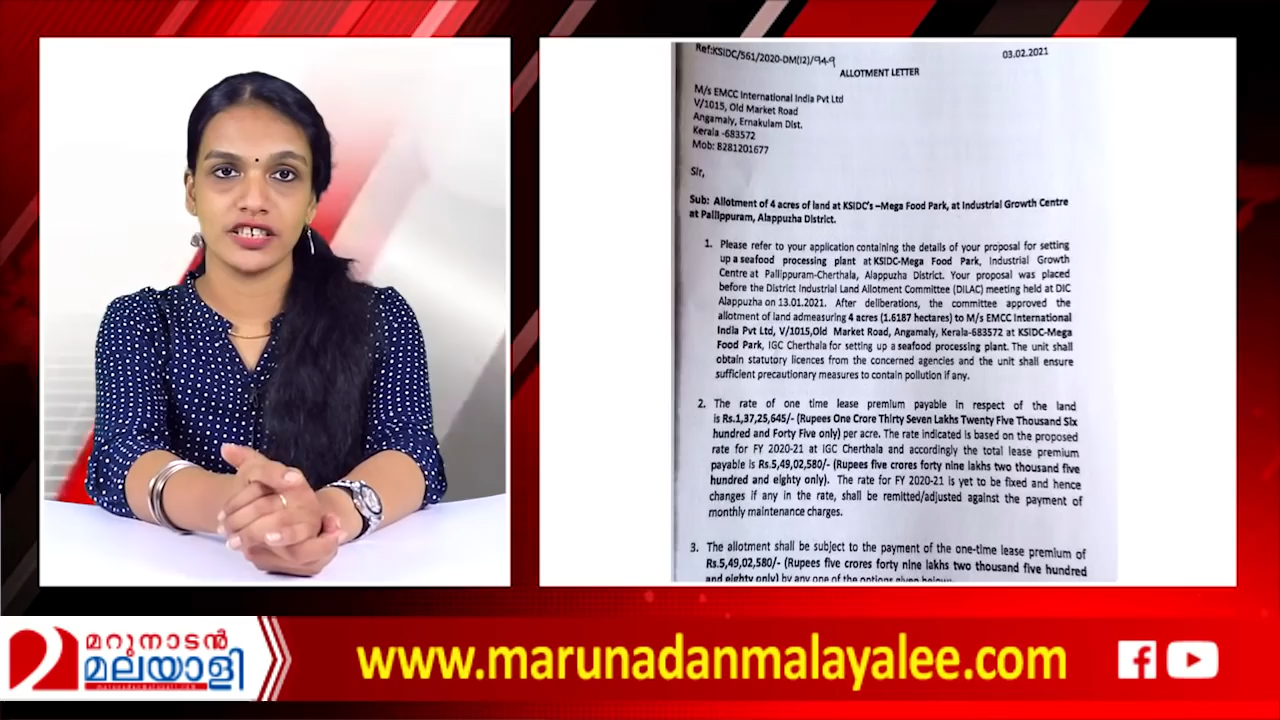 Ref:KSIDC/561/2020-DM(12)/949
03.02.2021
ALLOTMENT LETTER
M/s EMCC International India Pvt Ltd
V/1015, Old Market Road
Angamaly, Ernakulam Dist.
Kerala -683572
Mob: 8281201677
Sir,
Sub: Allotment of 4 acres of land at KSIDC's –Mega Food Park, at Industrial Growth Centre
at Pallippuram, Alappuzha District.
1. Please refer to your application containing the details of your proposal for setting
up a seafood processing plant at KSIDC-Mega Food Park, Industrial Growth
Centre at Pallipuram-Cherthala, Alappuzha District. Your proposal was placed
before the District Industrial Land Allotment Committee (DILAC) meeting held at DIC
Alappuzha on 13.01.2021. After deliberations, the committee approved the
allotment of land admeasuring 4 acres (1.6187 hectares) to M/s EMCC International
India Pvt Ltd, V/1015,Old Market Road, Angamaly, Kerala-683572 at KSIDC-Mega
Food Park, IGC Cherthala for setting up a seafood processing plant. The unit shall
obtain statutory licences from the concerned agencies and the unit shall ensure
sufficient precautionary measures to contain pollution if any.
2. The rate of one time lease premium payable in respect of the land
is Rs.1,37,25,645/- (Rupees One Crore Thirty Seven Lakhs Twenty Five Thousand Six
hundred and Forty Five only) per acre. The rate indicated is based on the proposed
rate for FY 2020-21 at IGC Cherthala and accordingly the total lease premium
payable is Rs.5,49,02,580/- (Rupees five crores forty nine lakhs two thousand five
hundred and eighty only). The rate for FY 2020-21 is yet to be fixed and hence
changes if any in the rate, shall be remitted/adjusted against the payment of
monthly maintenance charges.
3. The allotment shall be subject to the payment of the one-time lease premium of
Rs.5,49,02,580/- (Rupees five crores forty nine lakhs two thousand five hundred
and eighty only) by any one of the options given below:
മറുനാടൻ
മലയാളി
www.marunadanmalayalee.com